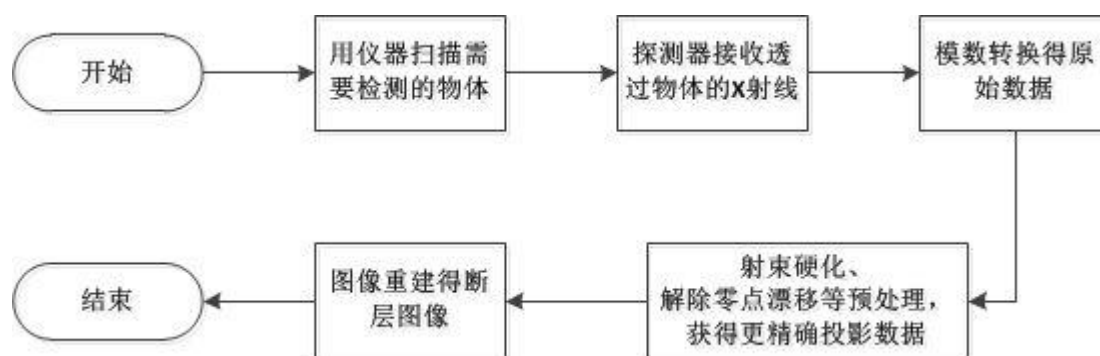 开始
用仪器扫描需
要检测的物体
探测器接收透
过物体的X射线
模数转换得原
始数据
射束硬化、
解除零点漂移等预处理,
获得更精确投影数据
图像重建得断
层图像
结束